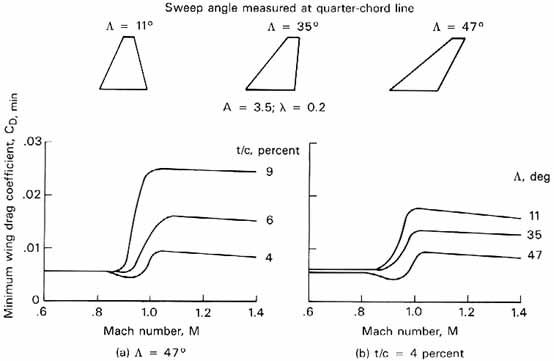 Sweep angle measured at quarter-chord line
Λ = 11° Λ = 35° Λ = 47°
A = 3.5; λ = 0.2
Minimum wing drag coefficient, C_D, min
.03
.02
.01
0
t/c, percent
9
6
4
.6 .8 1.0 1.2 1.4
Mach number, M
(a) Λ = 47°
Λ, deg
11
35
47
.6 .8 1.0 1.2 1.4
Mach number, M
(b) t/c = 4 percent